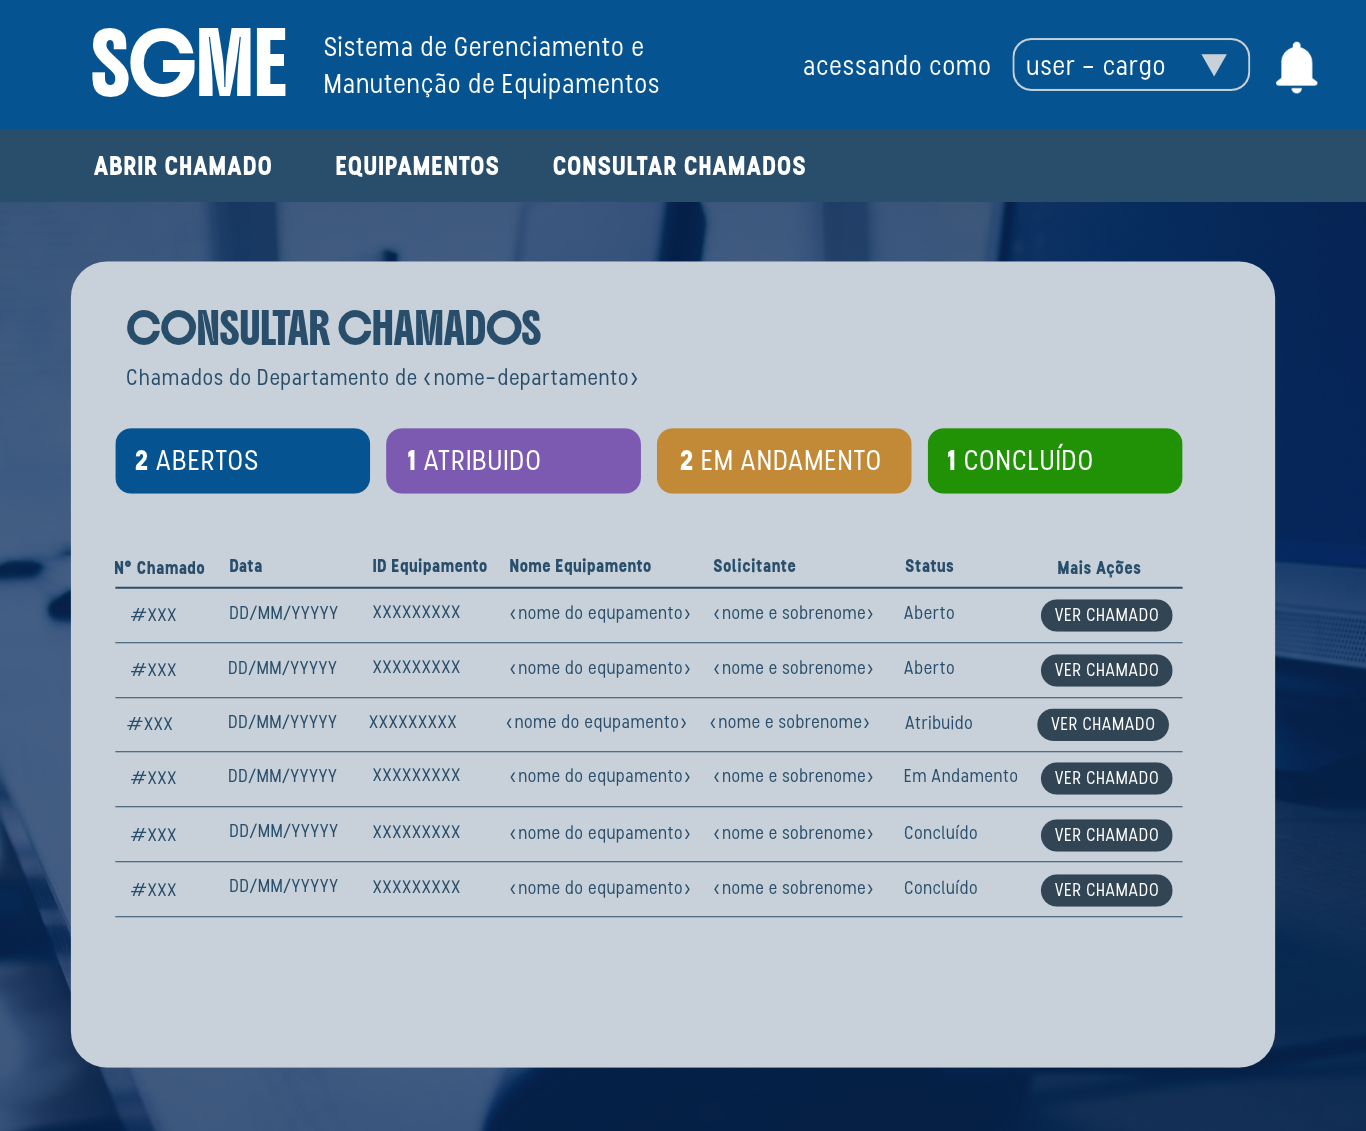 SGME
Sistema de Gerenciamento e
Manutenção de Equipamentos
acessando como
user - cargo
ABRIR CHAMADO EQUIPAMENTOS CONSULTAR CHAMADOS
CONSULTAR CHAMADOS
Chamados do Departamento de <nome-departamento>
2 ABERTOS
1 ATRIBUIDO
2 EM ANDAMENTO
1 CONCLUÍDO
Nº Chamado Data ID Equipamento Nome Equipamento Solicitante Status Mais Ações
#XXX DD/MM/YYYYY XXXXXXXXX <nome do equpamento> <nome e sobrenome> Aberto VER CHAMADO
#XXX DD/MM/YYYYY XXXXXXXXX <nome do equpamento> <nome e sobrenome> Aberto VER CHAMADO
#XXX DD/MM/YYYYY XXXXXXXXX <nome do equpamento> <nome e sobrenome> Atribuido VER CHAMADO
#XXX DD/MM/YYYYY XXXXXXXXX <nome do equpamento> <nome e sobrenome> Em Andamento VER CHAMADO
#XXX DD/MM/YYYYY XXXXXXXXX <nome do equpamento> <nome e sobrenome> Concluído VER CHAMADO
#XXX DD/MM/YYYYY XXXXXXXXX <nome do equpamento> <nome e sobrenome> Concluído VER CHAMADO